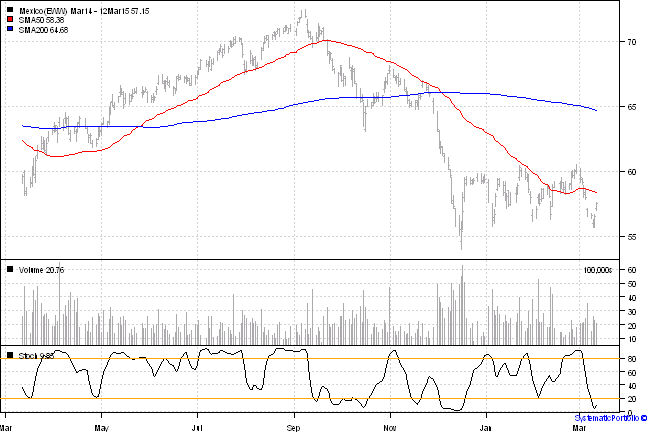 Mexico(EWW) Mar14 - 12Mar15 57.15
SMA50 58.38
SMA200 64.68
70
65
60
55
Volume 20.76
100,000s
60
50
40
30
20
10
Stoch 9.95
80
60
40
20
0
Mar May Jul Sep Nov Jan Mar
SystematicPortfolio ©